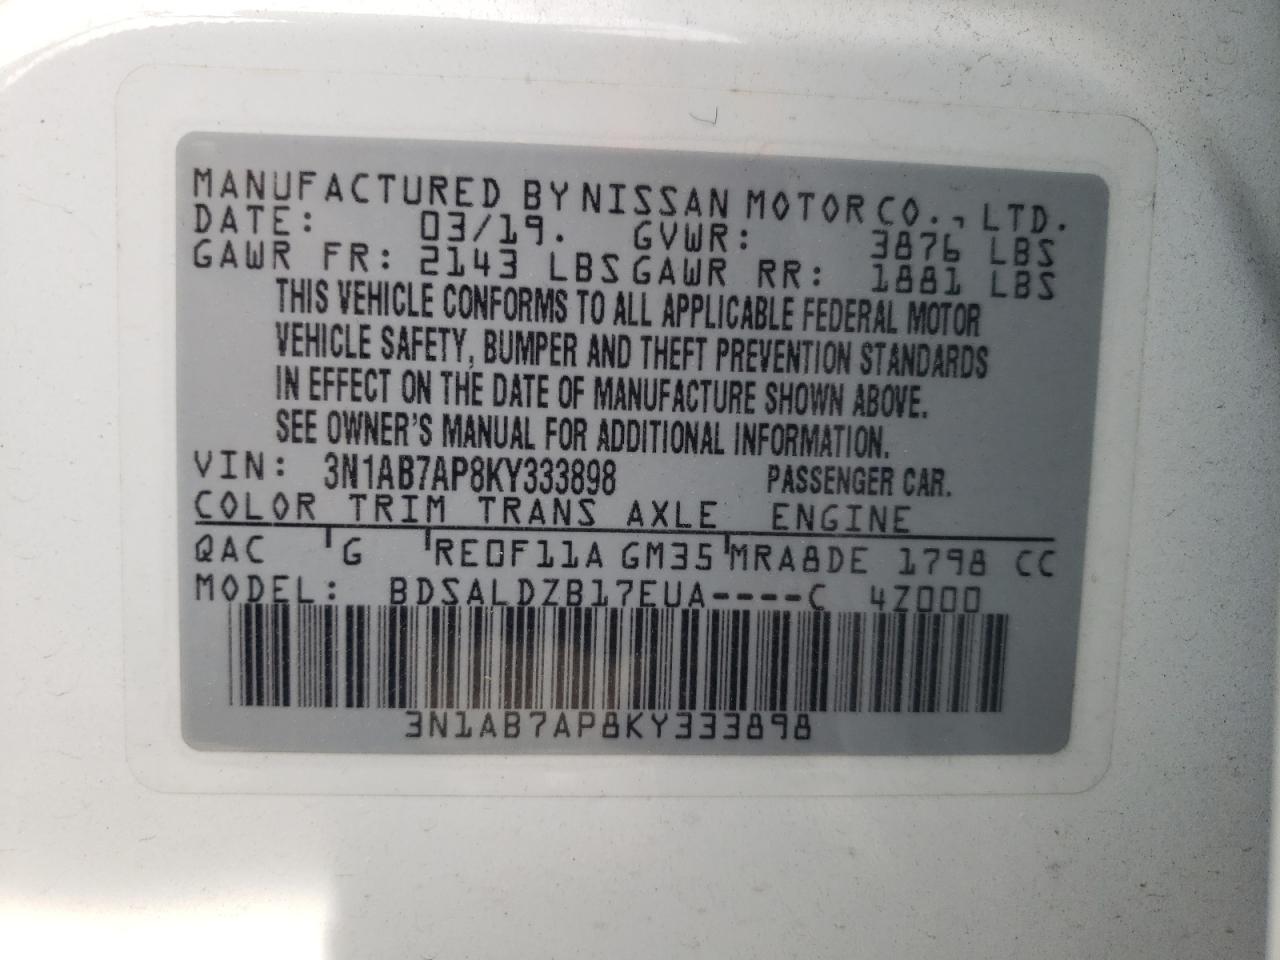 MANUFACTURED BY NISSAN MOTOR CO., LTD.
DATE: 03/19. GVWR: 3876 LBS
GAWR FR: 2143 LBS GAWR RR: 1881 LBS
THIS VEHICLE CONFORMS TO ALL APPLICABLE FEDERAL MOTOR
VEHICLE SAFETY, BUMPER AND THEFT PREVENTION STANDARDS
IN EFFECT ON THE DATE OF MANUFACTURE SHOWN ABOVE.
SEE OWNER'S MANUAL FOR ADDITIONAL INFORMATION.
VIN: 3N1AB7AP8KY333898 PASSENGER CAR.
COLOR TRIM TRANS AXLE ENGINE
QAC G RE0F11A GM35 MRA8DE 1798 CC
MODEL: BDSALDZB17EUA----C 4Z000
3N1AB7AP8KY333898